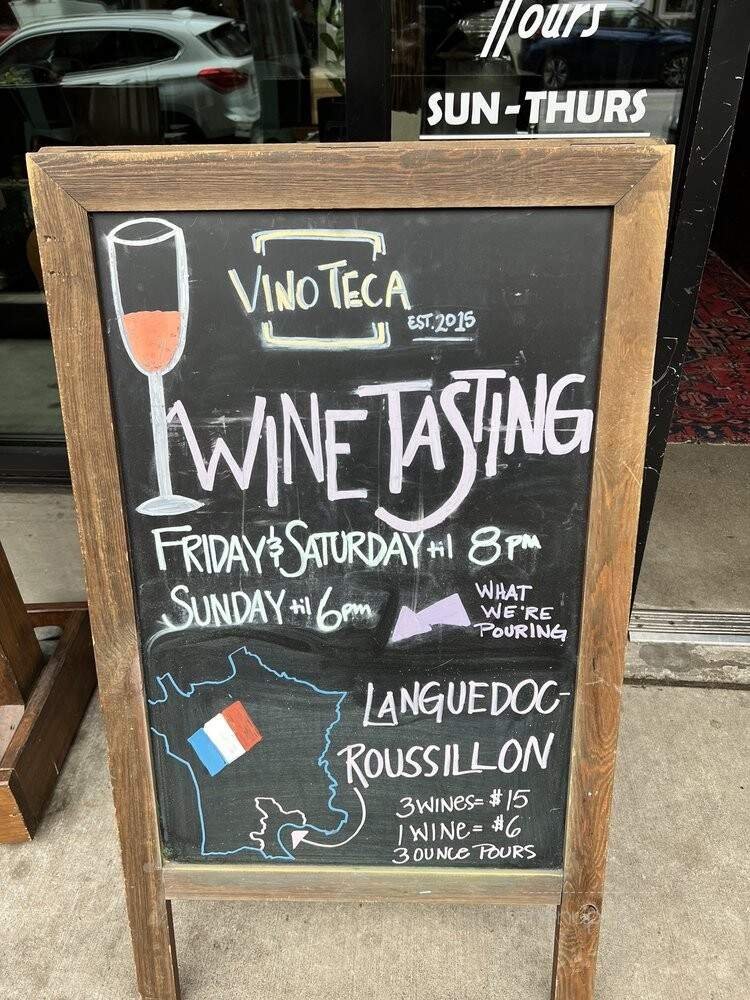 Hours
SUN-THURS
VINO TECA
EST. 2015
WINE TASTING
FRIDAY & SATURDAY til 8PM
SUNDAY til 6pm
WHAT
WE'RE
POURING
LANGUEDOC-
ROUSSILLON
3 WINES= $15
1 WINE= $6
3 OUNCE POURS